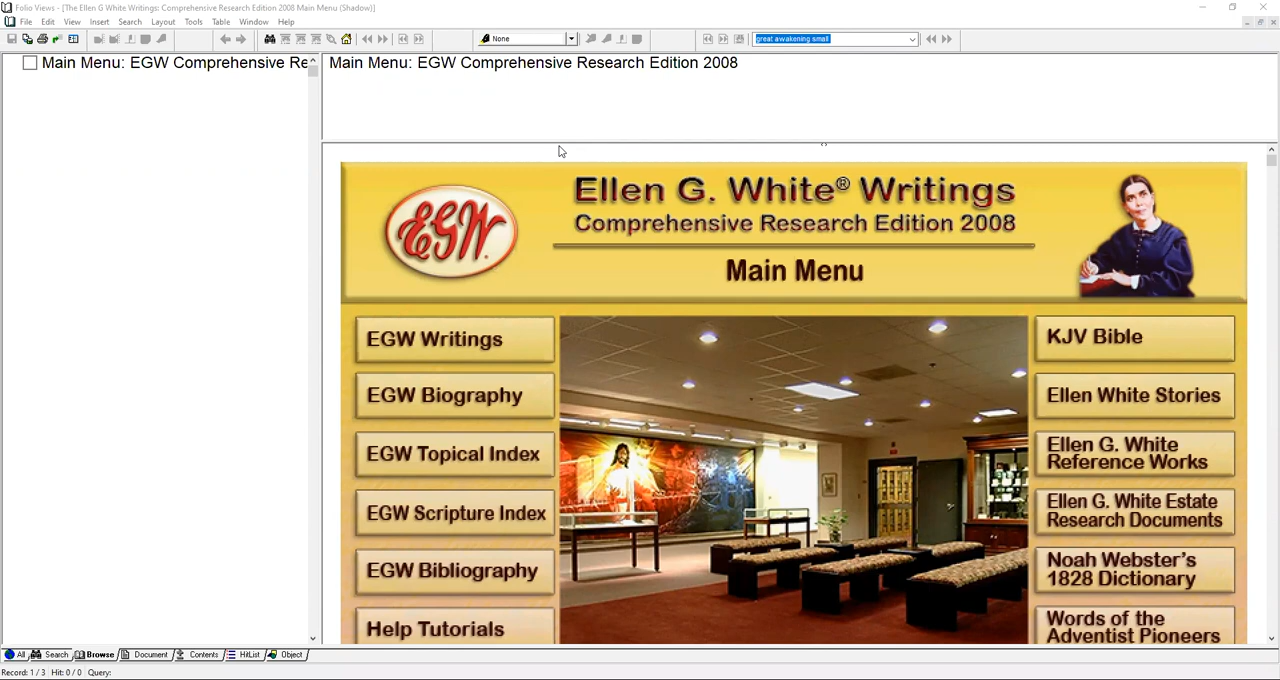 Folio Views - [The Ellen G White Writings: Comprehensive Research Edition 2008 Main Menu (Shadow)]
File Edit View Insert Search Layout Tools Table Window Help
None
great awakening small
Main Menu: EGW Comprehensive Re
Main Menu: EGW Comprehensive Research Edition 2008
EGW
Ellen G. White® Writings
Comprehensive Research Edition 2008
Main Menu
EGW Writings
EGW Biography
EGW Topical Index
EGW Scripture Index
EGW Bibliography
Help Tutorials
KJV Bible
Ellen White Stories
Ellen G. White
Reference Works
Ellen G. White Estate
Research Documents
Noah Webster's
1828 Dictionary
Words of the
Adventist Pioneers
All Search Browse Document Contents HitList Object
Record: 1 / 3 Hit: 0 / 0 Query: